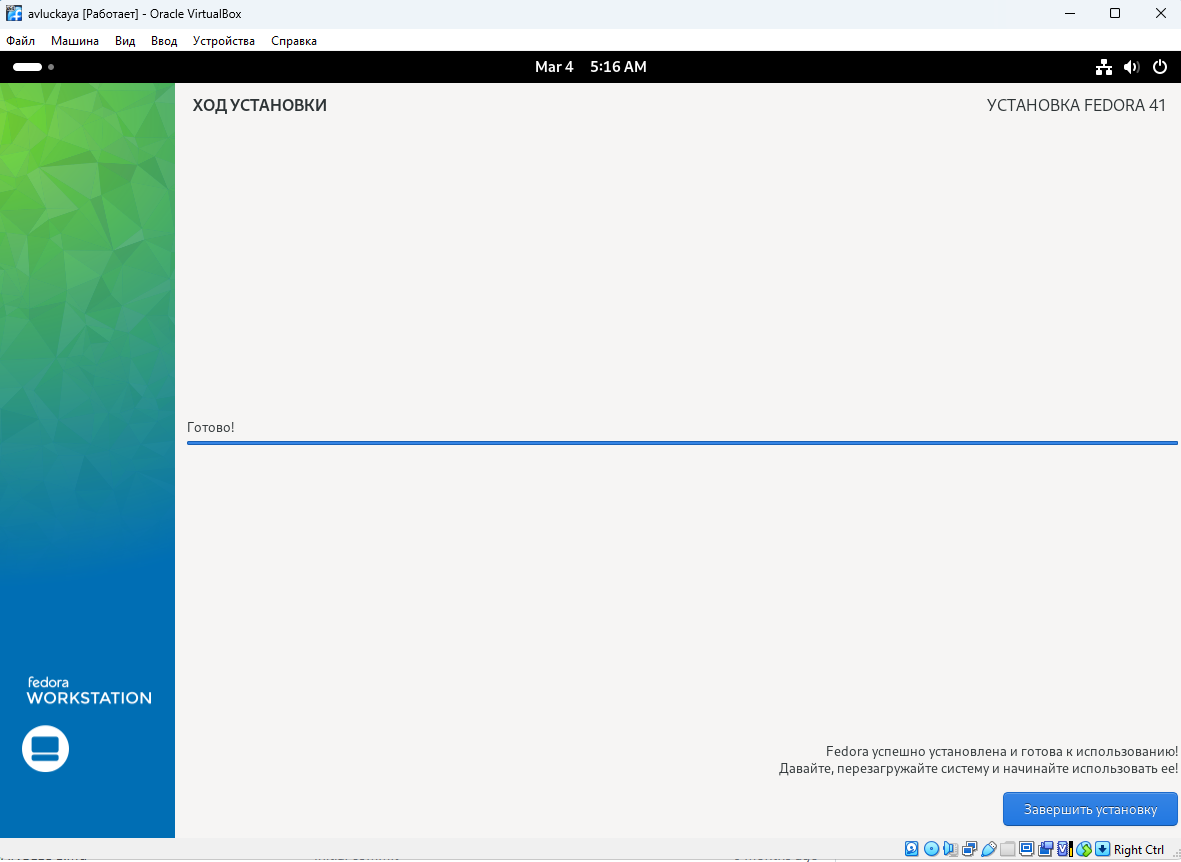 avluckaya [Работает] - Oracle VirtualBox
Файл Машина Вид Ввод Устройства Справка
Mar 4 5:16 AM
ХОД УСТАНОВКИ УСТАНОВКА FEDORA 41
Готово!
fedora
WORKSTATION
Fedora успешно установлена и готова к использованию!
Давайте, перезагружайте систему и начинайте использовать ее!
Завершить установку
Right Ctrl